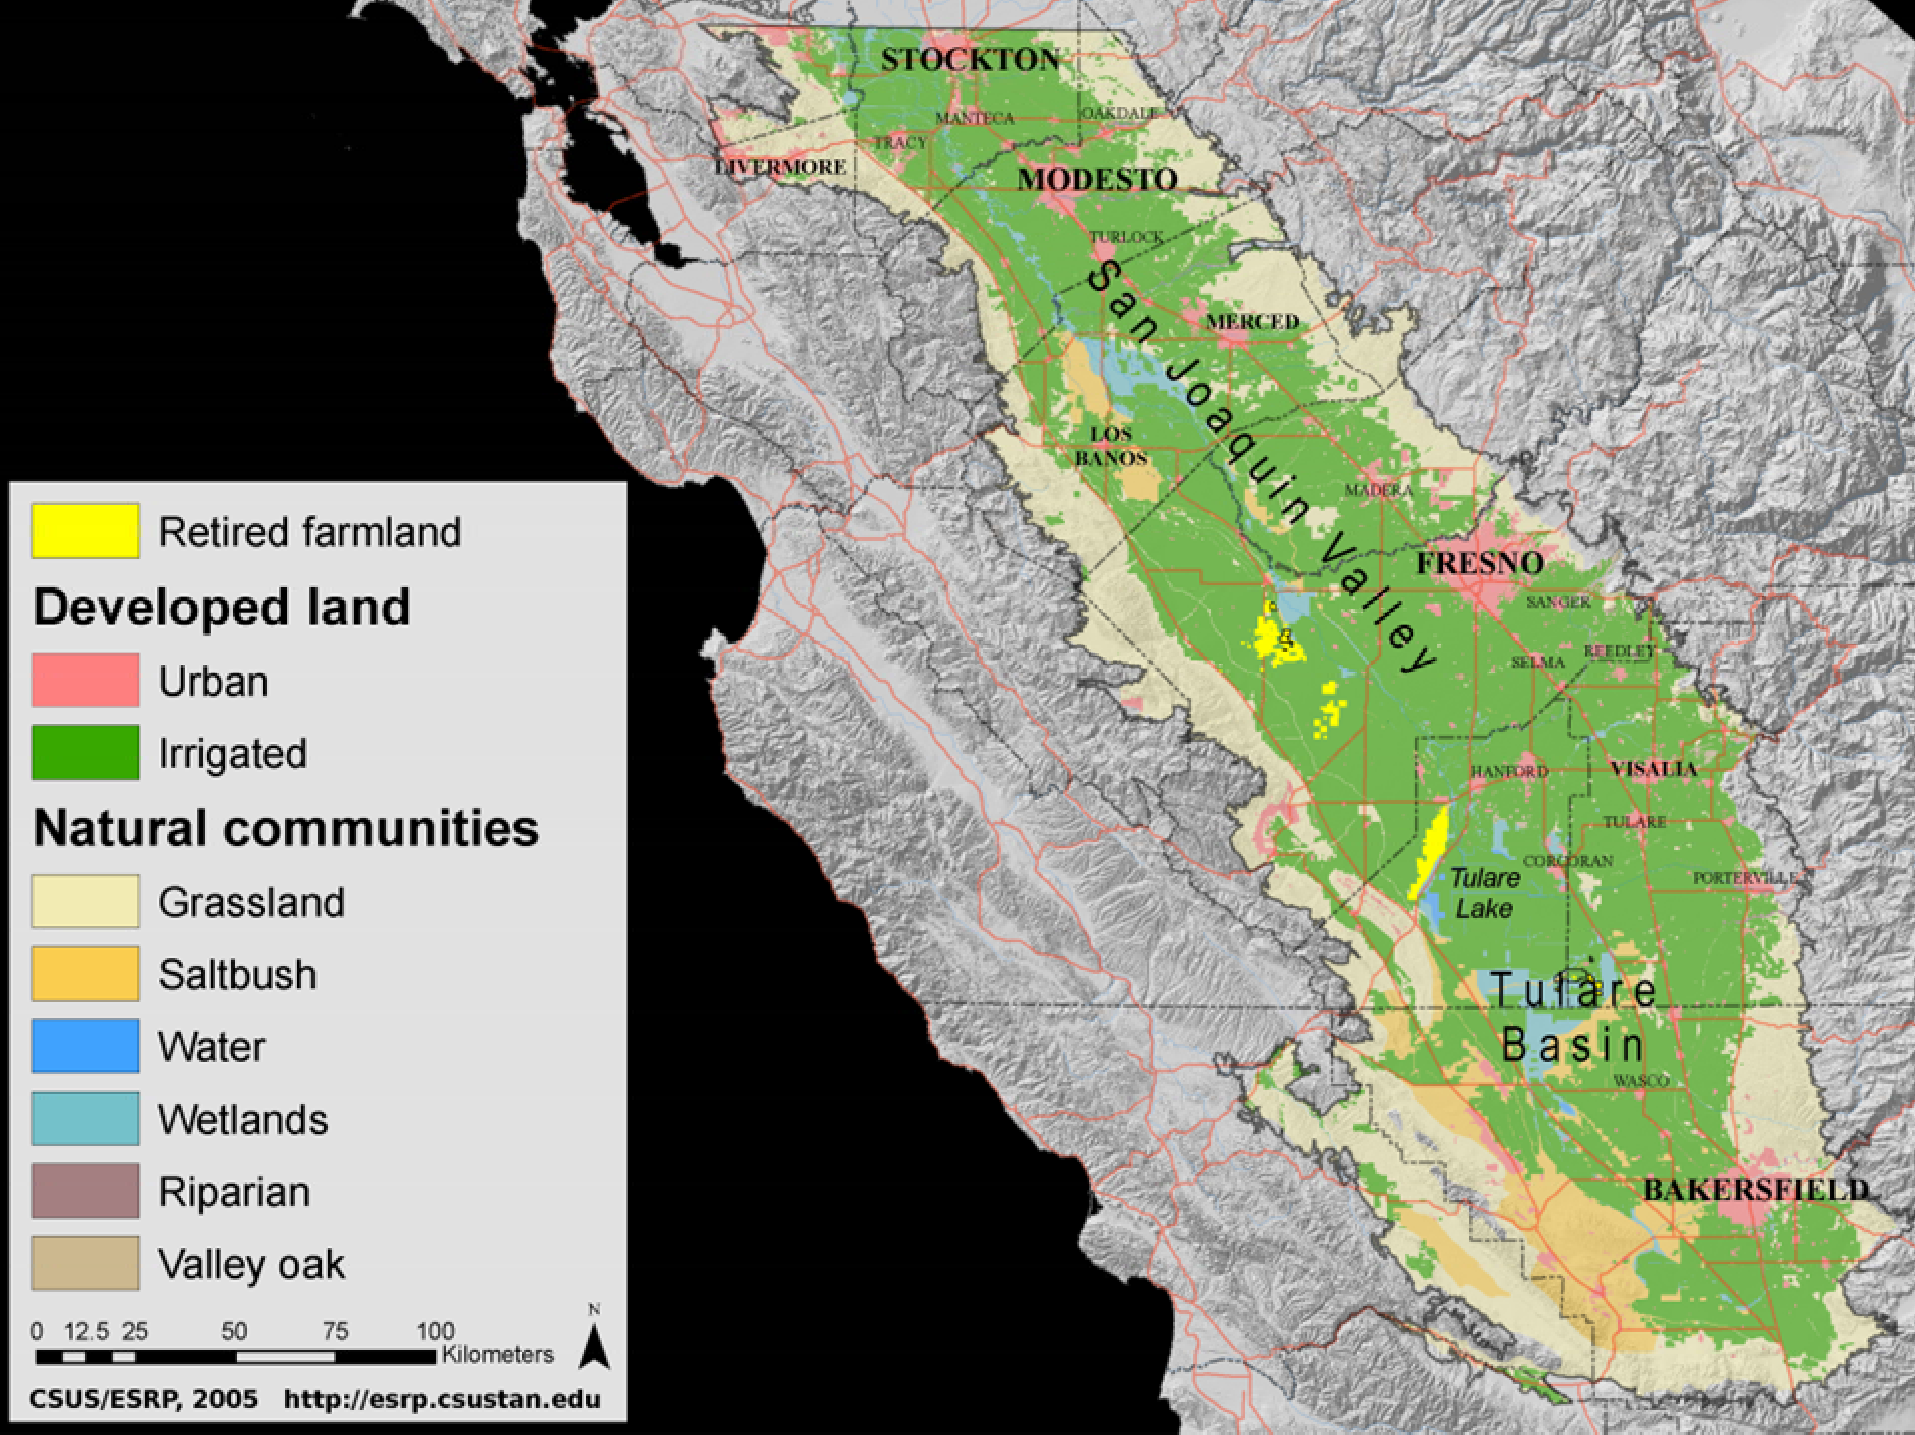 STOCKTON
MANTECA
OAKDALE
TRACY
LIVERMORE
MODESTO
TURLOCK
San Joaquin Valley
MERCED
LOS
BANOS
MADERA
FRESNO
SANGER
SELMA
REEDLEY
HANFORD
VISALIA
TULARE
CORCORAN
PORTERVILLE
Tulare
Lake
Tulare
Basin
WASCO
BAKERSFIELD
Retired farmland
Developed land
Urban
Irrigated
Natural communities
Grassland
Saltbush
Water
Wetlands
Riparian
Valley oak
N
0 12.5 25 50 75 100
Kilometers
CSUS/ESRP, 2005 http://esrp.csustan.edu